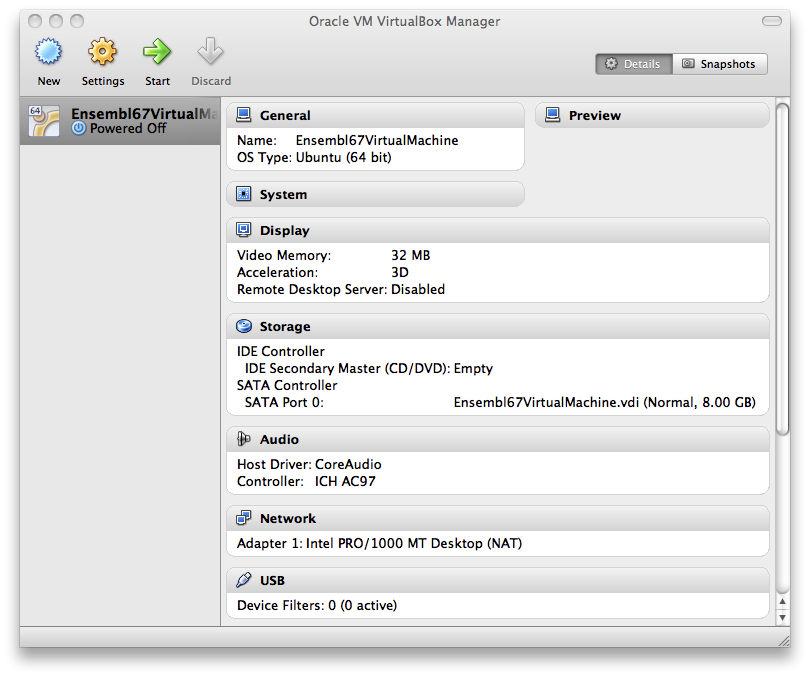 Oracle VM VirtualBox Manager
New
Settings
Start
Discard
Details
Snapshots
64
Ensembl67VirtualMa
Powered Off
General
Name: Ensembl67VirtualMachine
OS Type: Ubuntu (64 bit)
Preview
System
Display
Video Memory: 32 MB
Acceleration: 3D
Remote Desktop Server: Disabled
Storage
IDE Controller
IDE Secondary Master (CD/DVD): Empty
SATA Controller
SATA Port 0: Ensembl67VirtualMachine.vdi (Normal, 8.00 GB)
Audio
Host Driver: CoreAudio
Controller: ICH AC97
Network
Adapter 1: Intel PRO/1000 MT Desktop (NAT)
USB
Device Filters: 0 (0 active)